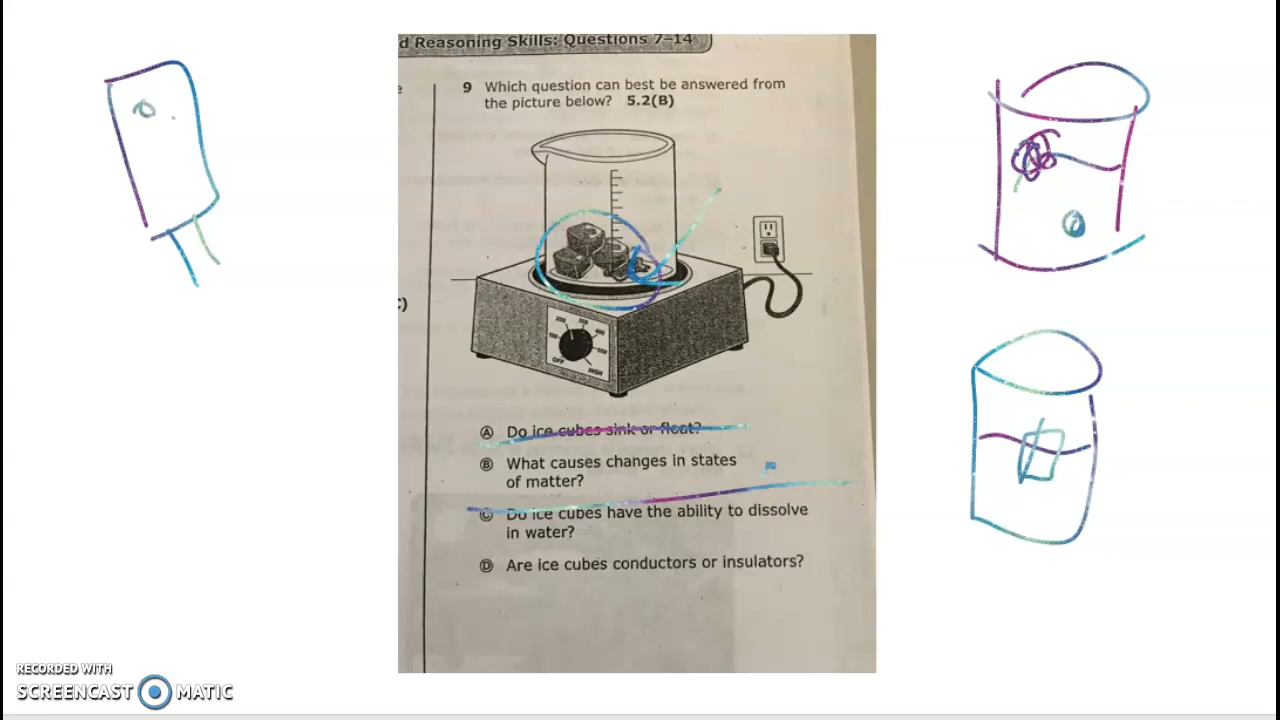 d Reasoning Skills: Questions 7–14
9 Which question can best be answered from
the picture below? 5.2(B)
OFF
HIGH
Ⓐ Do ice cubes sink or float?
Ⓑ What causes changes in states
of matter?
Ⓒ Do ice cubes have the ability to dissolve
in water?
Ⓓ Are ice cubes conductors or insulators?
RECORDED WITH
SCREENCAST MATIC